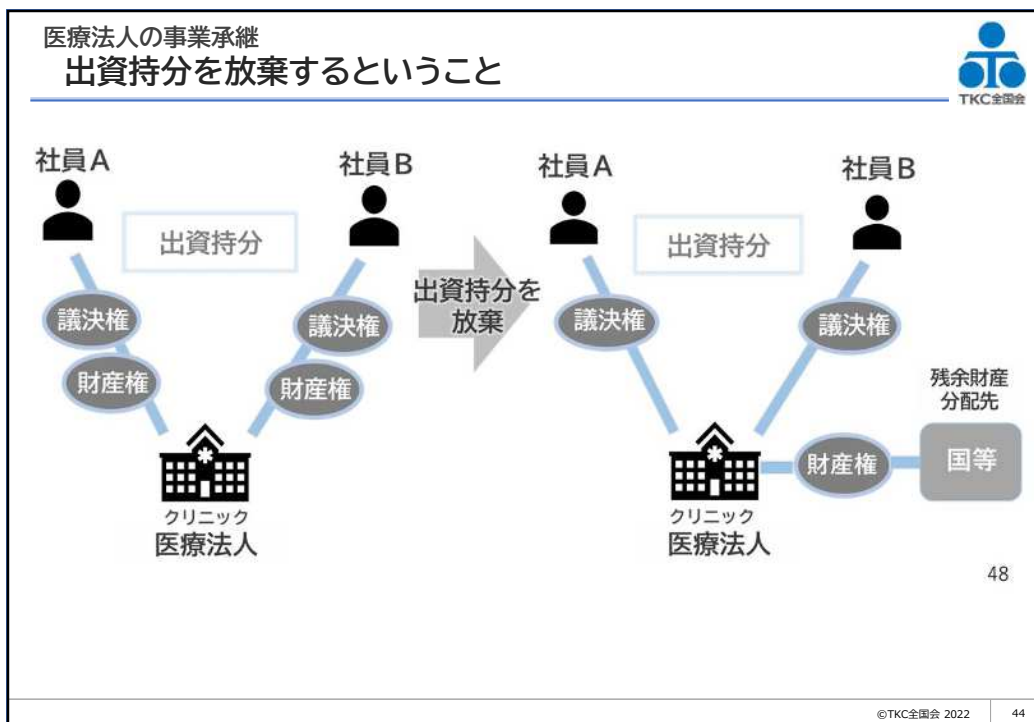 医療法人の事業承継
出資持分を放棄するということ
TKC全国会
社員A
社員B
出資持分
議決権
議決権
財産権
財産権
クリニック
医療法人
出資持分を
放棄
社員A
社員B
出資持分
議決権
議決権
残余財産
分配先
財産権
国等
クリニック
医療法人
48
©TKC全国会 2022
44